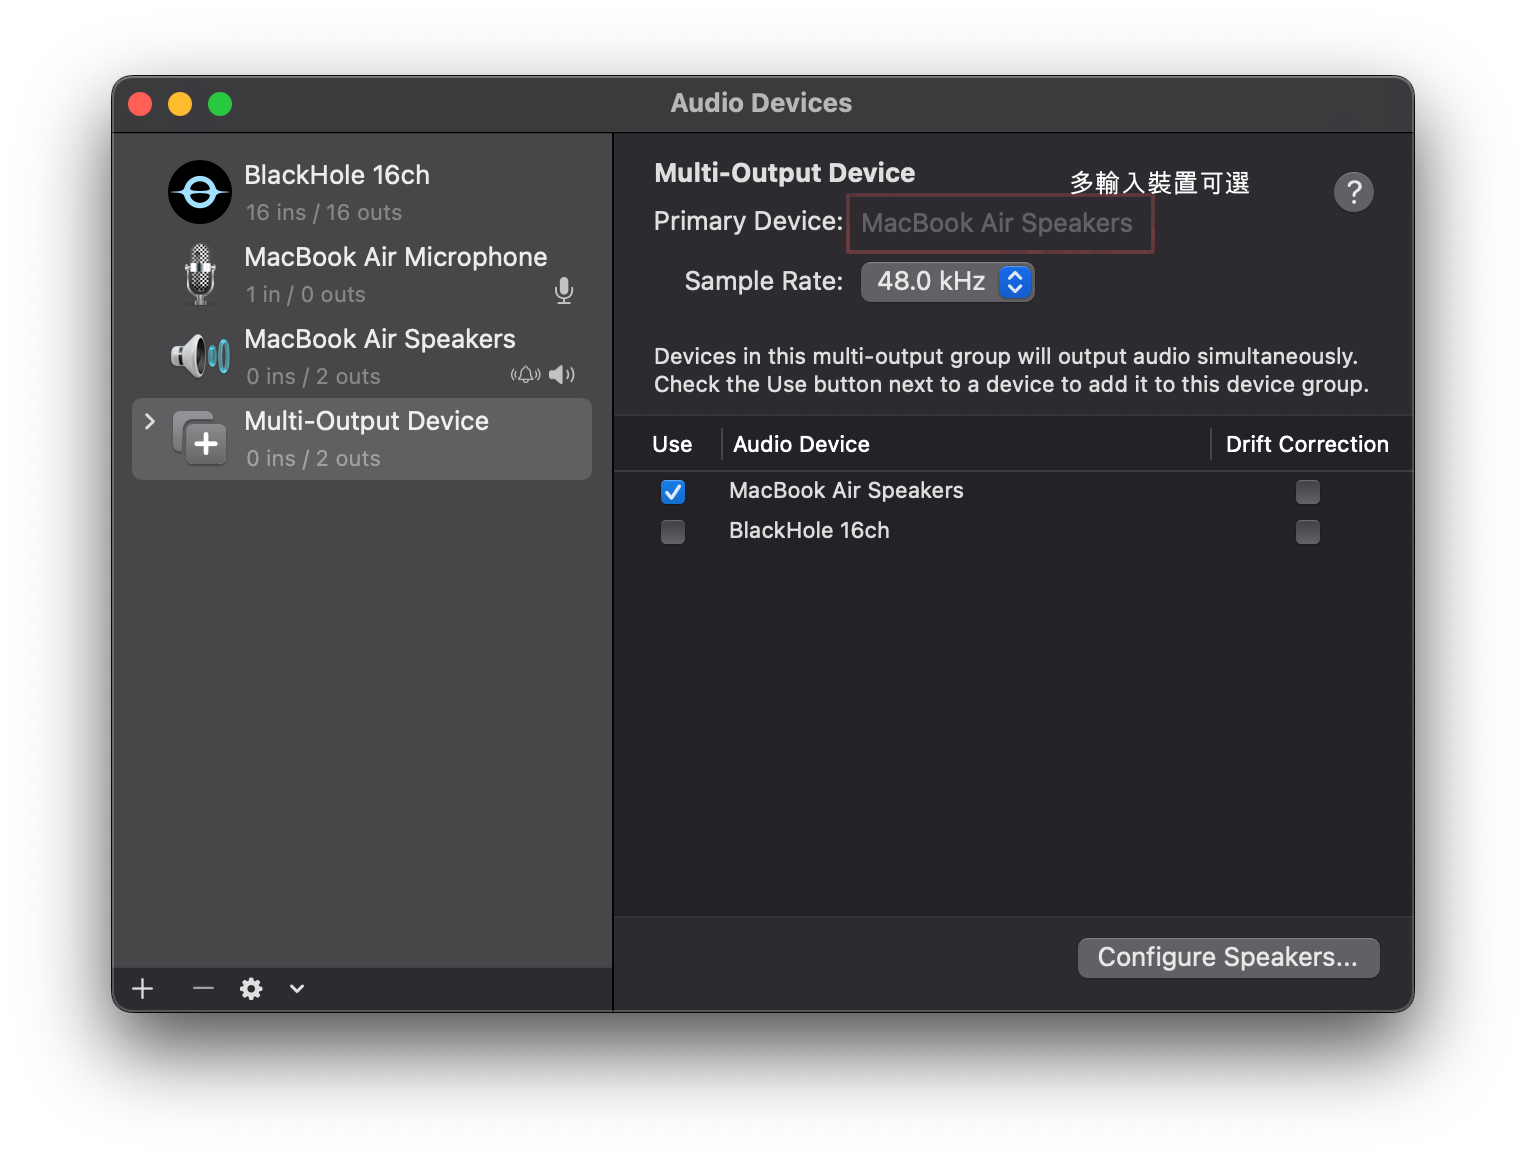 Audio Devices
BlackHole 16ch
16 ins / 16 outs
MacBook Air Microphone
1 in / 0 outs
MacBook Air Speakers
0 ins / 2 outs
Multi-Output Device
0 ins / 2 outs
Multi-Output Device
多輸入裝置可選
?
Primary Device: MacBook Air Speakers
Sample Rate: 48.0 kHz
Devices in this multi-output group will output audio simultaneously.
Check the Use button next to a device to add it to this device group.
Use Audio Device Drift Correction
MacBook Air Speakers
BlackHole 16ch
Configure Speakers...